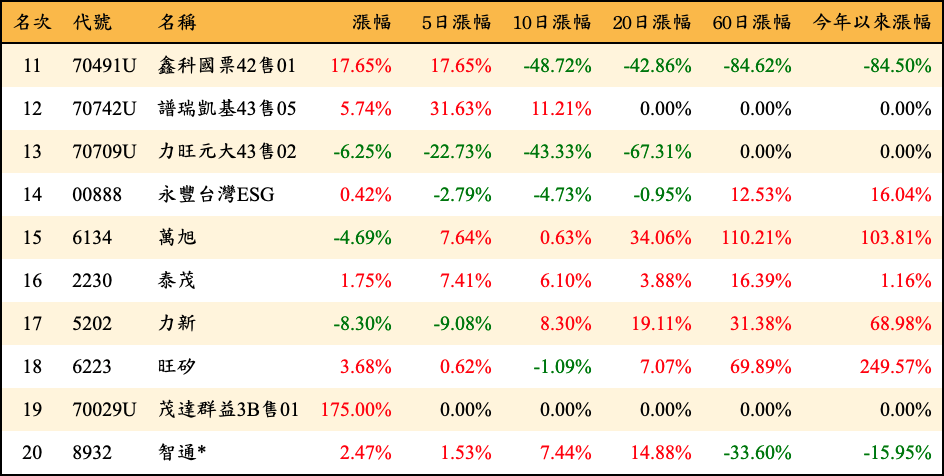 名次 代號 名稱 漲幅 5日漲幅 10日漲幅 20日漲幅 60日漲幅 今年以來漲幅
11 70491U 鑫科國票42售01 17.65% 17.65% -48.72% -42.86% -84.62% -84.50%
12 70742U 譜瑞凱基43售05 5.74% 31.63% 11.21% 0.00% 0.00% 0.00%
13 70709U 力旺元大43售02 -6.25% -22.73% -43.33% -67.31% 0.00% 0.00%
14 00888 永豐台灣ESG 0.42% -2.79% -4.73% -0.95% 12.53% 16.04%
15 6134 萬旭 -4.69% 7.64% 0.63% 34.06% 110.21% 103.81%
16 2230 泰茂 1.75% 7.41% 6.10% 3.88% 16.39% 1.16%
17 5202 力新 -8.30% -9.08% 8.30% 19.11% 31.38% 68.98%
18 6223 旺矽 3.68% 0.62% -1.09% 7.07% 69.89% 249.57%
19 70029U 茂達群益3B售01 175.00% 0.00% 0.00% 0.00% 0.00% 0.00%
20 8932 智通* 2.47% 1.53% 7.44% 14.88% -33.60% -15.95%